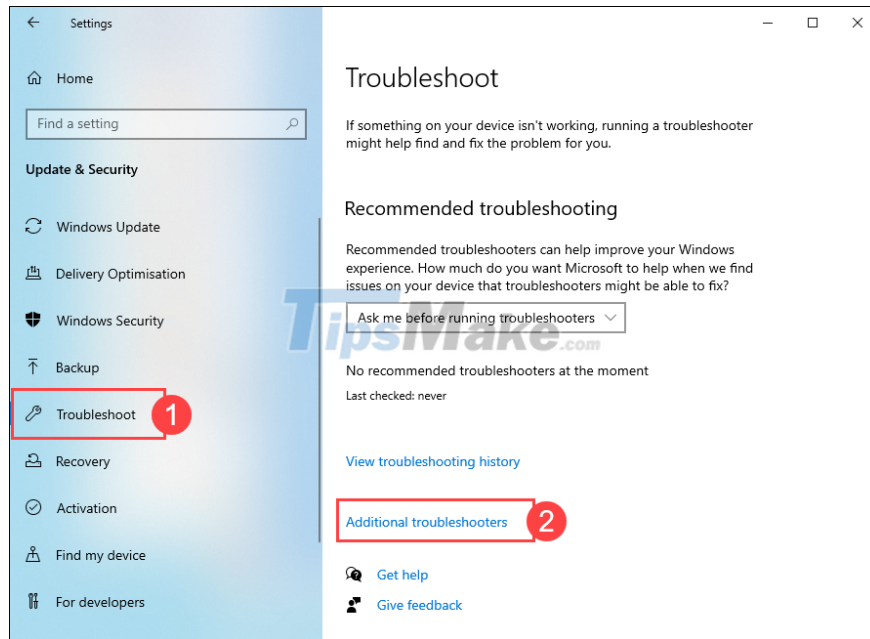 Settings
Home
Find a setting
Update & Security
Windows Update
Delivery Optimisation
Windows Security
Backup
Troubleshoot
1
Recovery
Activation
Find my device
For developers
Troubleshoot
If something on your device isn't working, running a troubleshooter
might help find and fix the problem for you.
Recommended troubleshooting
Recommended troubleshooters can help improve your Windows
experience. How much do you want Microsoft to help when we find
issues on your device that troubleshooters might be able to fix?
Ask me before running troubleshooters
TipsMake.com
No recommended troubleshooters at the moment
Last checked: never
View troubleshooting history
Additional troubleshooters
2
Get help
Give feedback